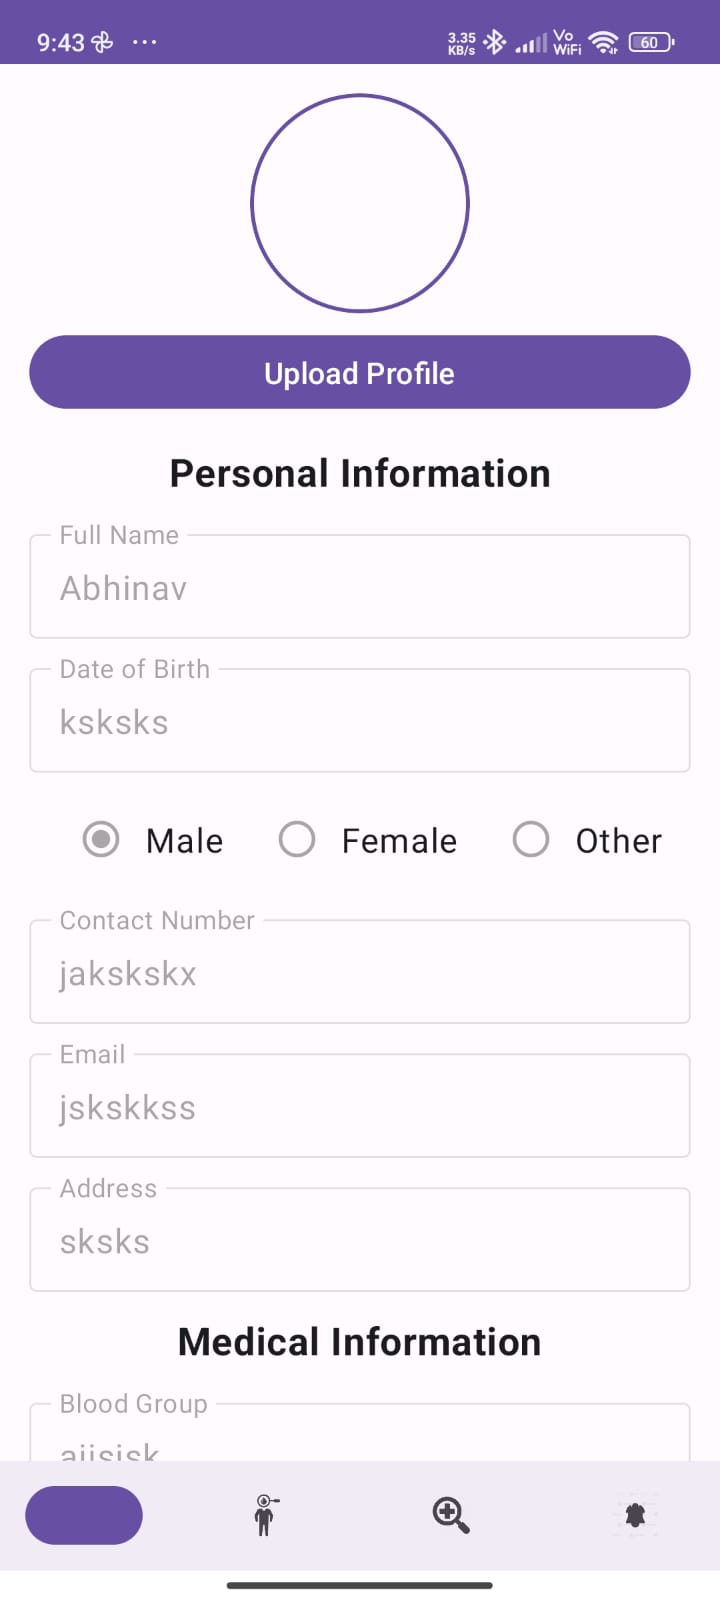 9:43 ... 3.35 KB/s Vo WiFi 60
Upload Profile
Personal Information
Full Name
Abhinav
Date of Birth
ksksks
Male Female Other
Contact Number
jakskskx
Email
jskskkss
Address
sksks
Medical Information
Blood Group